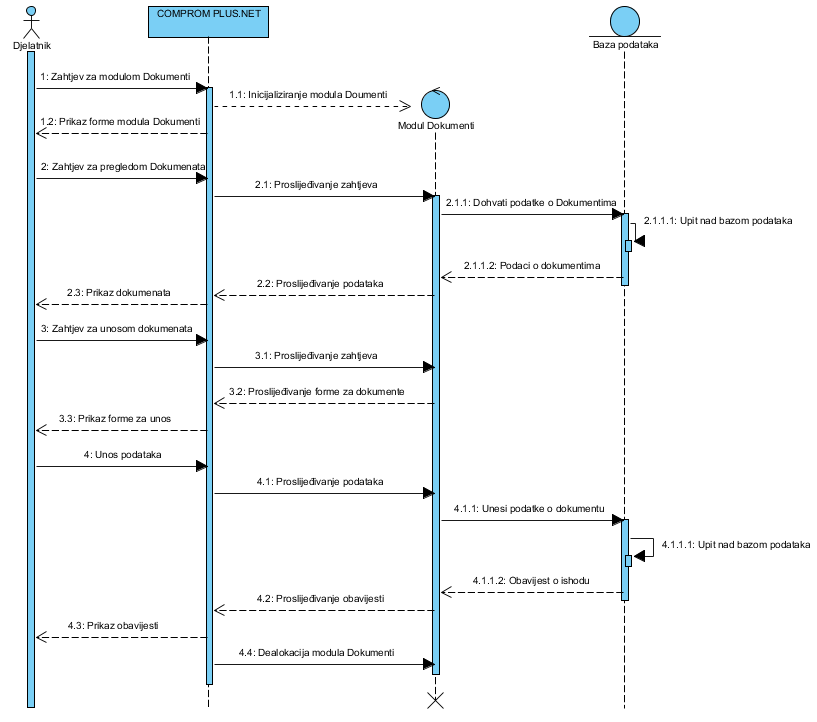 COMPROM PLUS.NET
Djelatnik
Baza podataka
1: Zahtjev za modulom Dokumenti
1.1: Inicijaliziranje modula Doumenti
1.2: Prikaz forme modula Dokumenti
Modul Dokumenti
2: Zahtjev za pregledom Dokumenata
2.1: Proslijeđivanje zahtjeva
2.1.1: Dohvati podatke o Dokumentima
2.1.1.1: Upit nad bazom podataka
2.1.1.2: Podaci o dokumentima
2.2: Proslijeđivanje podataka
2.3: Prikaz dokumenata
3: Zahtjev za unosom dokumenata
3.1: Proslijeđivanje zahtjeva
3.2: Proslijeđivanje forme za dokumente
3.3: Prikaz forme za unos
4: Unos podataka
4.1: Proslijeđivanje podataka
4.1.1: Unesi podatke o dokumentu
4.1.1.1: Upit nad bazom podataka
4.1.1.2: Obavijest o ishodu
4.2: Proslijeđivanje obavijesti
4.3: Prikaz obavijesti
4.4: Dealokacija modula Dokumenti